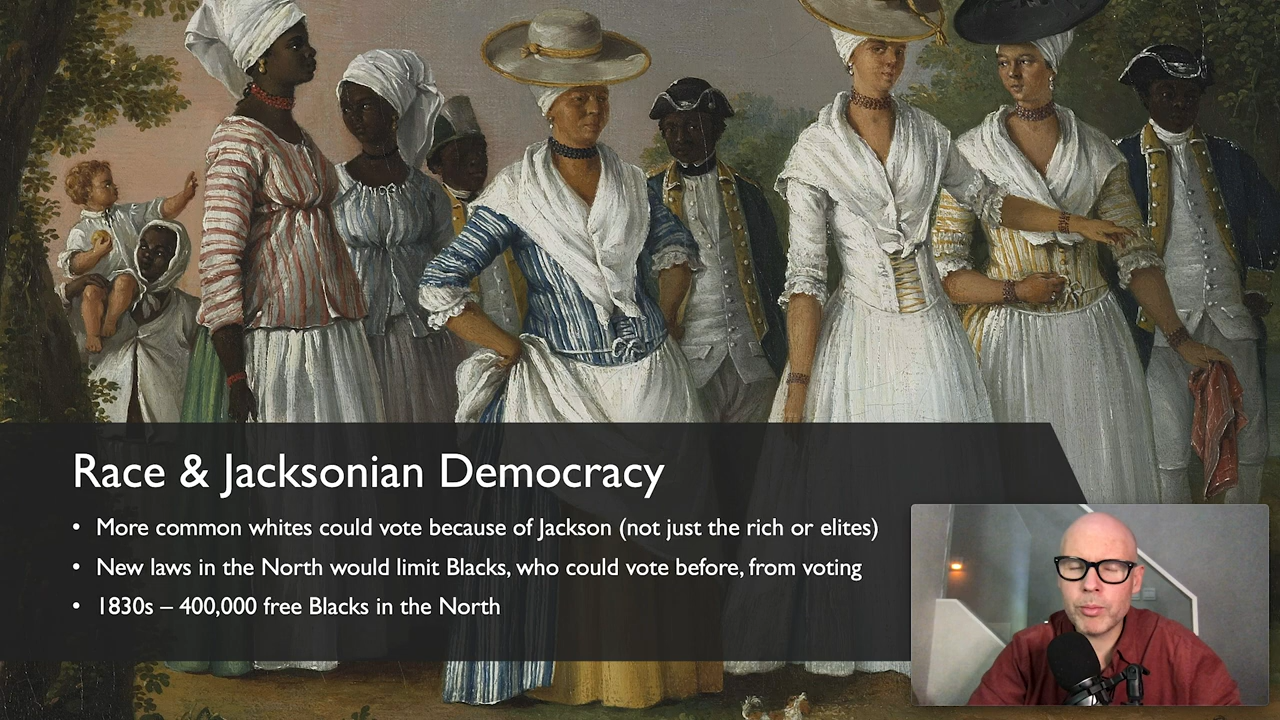 Race & Jacksonian Democracy
• More common whites could vote because of Jackson (not just the rich or elites)
• New laws in the North would limit Blacks, who could vote before, from voting
• 1830s – 400,000 free Blacks in the North